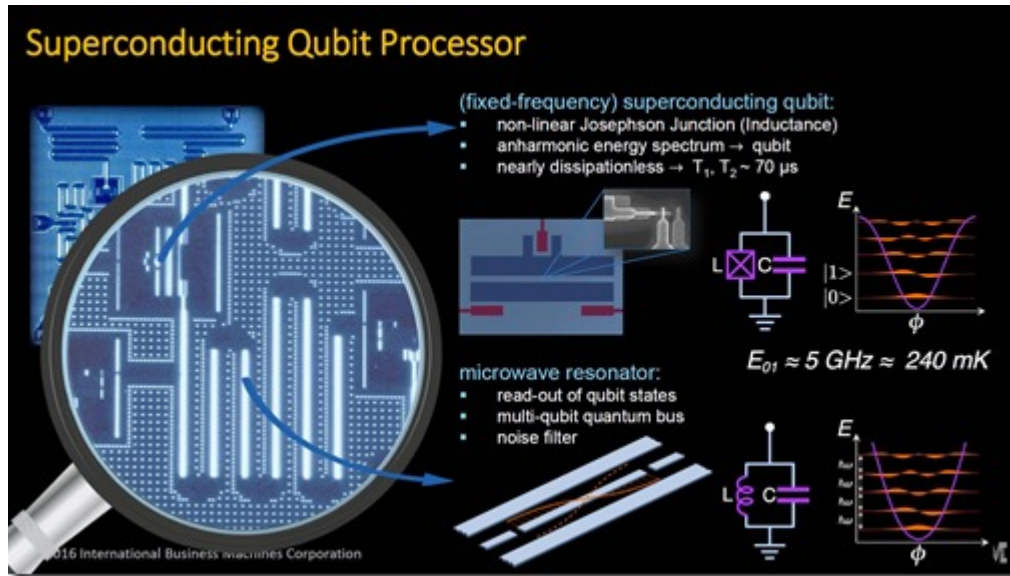 Superconducting Qubit Processor
(fixed-frequency) superconducting qubit:
▪ non-linear Josephson Junction (Inductance)
▪ anharmonic energy spectrum → qubit
▪ nearly dissipationless → T₁, T₂ ~ 70 µs
E
L
C
|1>
|0>
ϕ
E₀₁ ≈ 5 GHz ≈ 240 mK
microwave resonator:
▪ read-out of qubit states
▪ multi-qubit quantum bus
▪ noise filter
E
L
C
ϕ
2016 International Business Machines Corporation